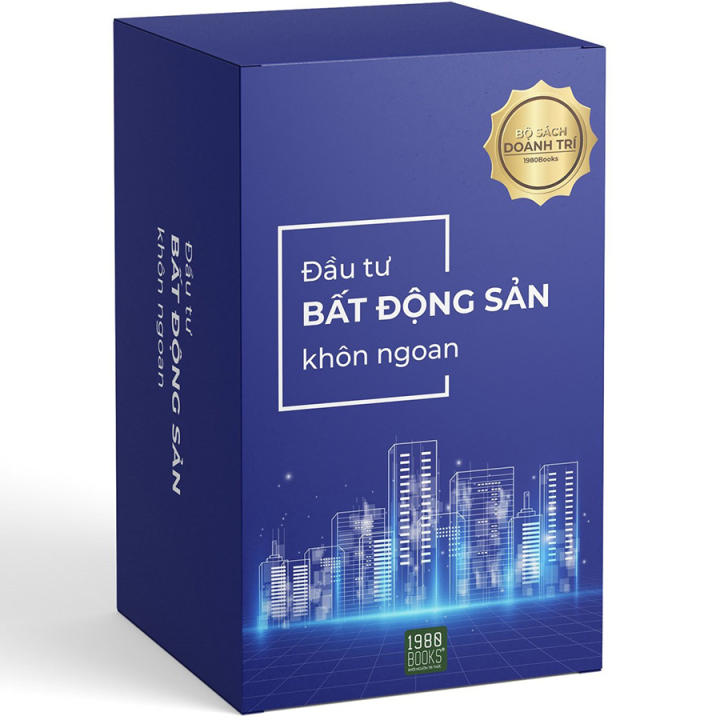 BỘ SÁCH
DOANH TRÍ
1980Books
Đầu tư
BẤT ĐỘNG SẢN
khôn ngoan
Đầu tư
BẤT ĐỘNG SẢN
khôn ngoan
1980
BOOKS®